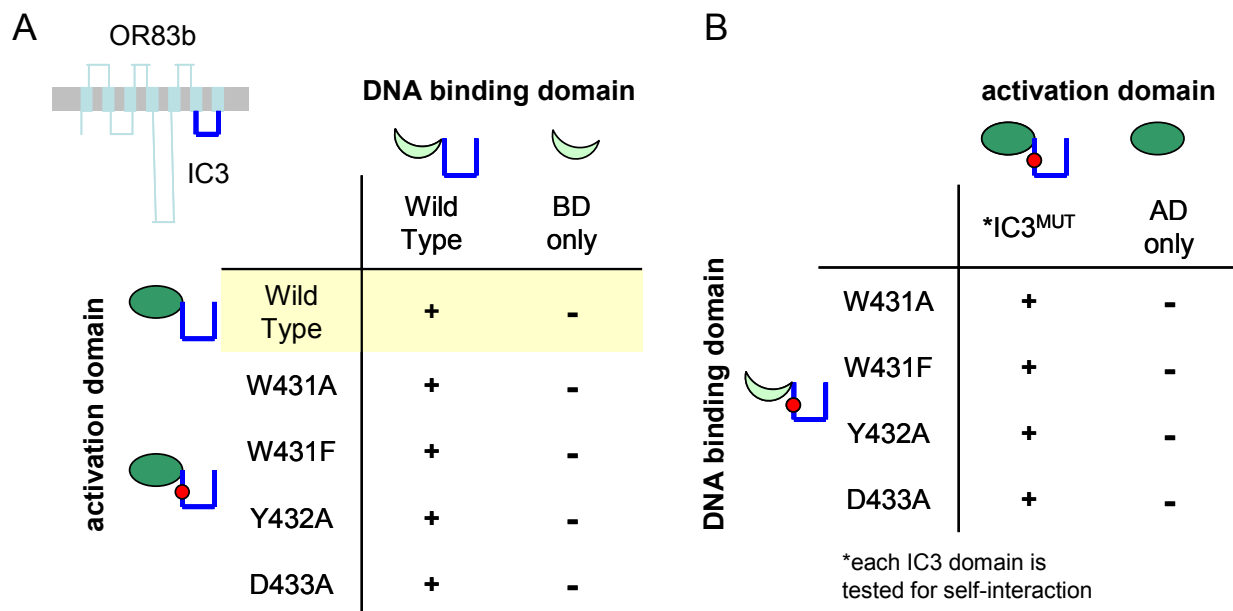 A
OR83b
IC3
DNA binding domain
Wild
Type
BD
only
activation domain
Wild
Type
+
-
W431A
+
-
W431F
+
-
Y432A
+
-
D433A
+
-
B
activation domain
*IC3MUT
AD
only
DNA binding domain
W431A
+
-
W431F
+
-
Y432A
+
-
D433A
+
-
*each IC3 domain is
tested for self-interaction